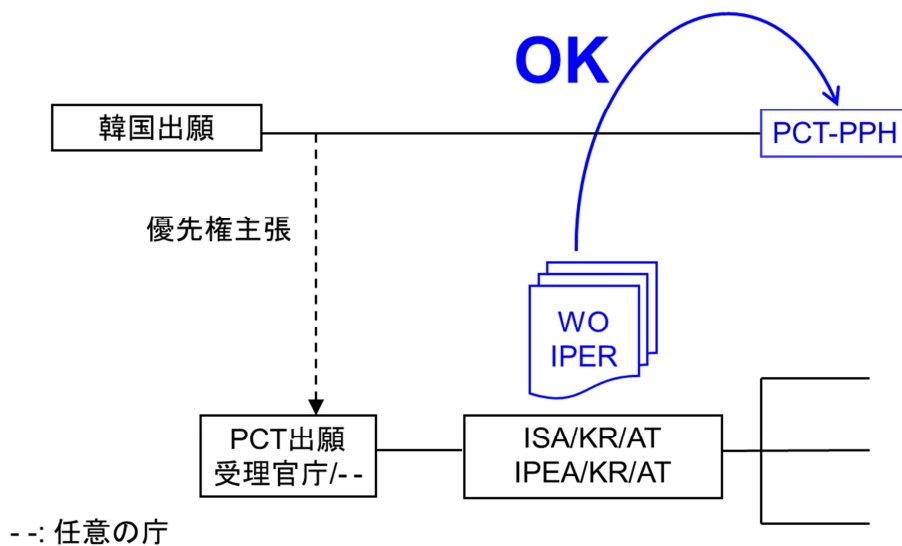 OK
韓国出願
PCT-PPH
優先権主張
WO
IPER
PCT出願
受理官庁/- -
ISA/KR/AT
IPEA/KR/AT
- -: 任意の庁